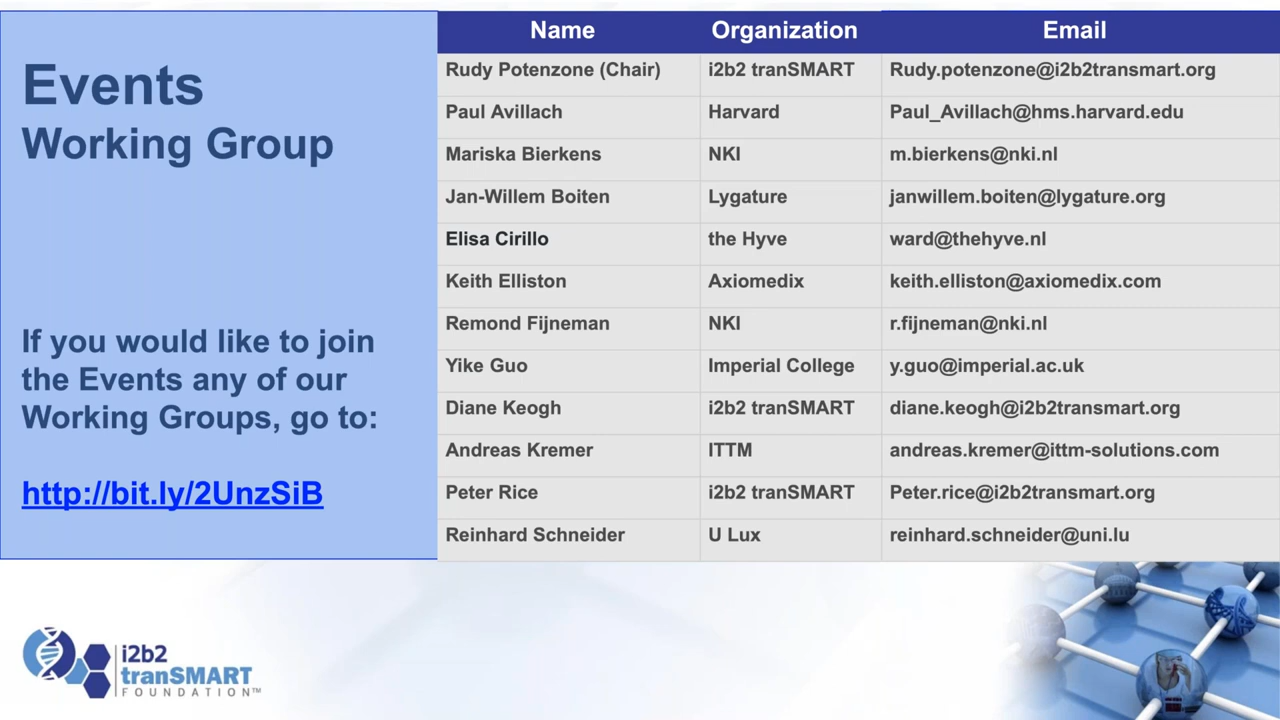 Events
Working Group
If you would like to join
the Events any of our
Working Groups, go to:
http://bit.ly/2UnzSiB
Name Organization Email
Rudy Potenzone (Chair) i2b2 tranSMART Rudy.potenzone@i2b2transmart.org
Paul Avillach Harvard Paul_Avillach@hms.harvard.edu
Mariska Bierkens NKI m.bierkens@nki.nl
Jan-Willem Boiten Lygature janwillem.boiten@lygature.org
Elisa Cirillo the Hyve ward@thehyve.nl
Keith Elliston Axiomedix keith.elliston@axiomedix.com
Remond Fijneman NKI r.fijneman@nki.nl
Yike Guo Imperial College y.guo@imperial.ac.uk
Diane Keogh i2b2 tranSMART diane.keogh@i2b2transmart.org
Andreas Kremer ITTM andreas.kremer@ittm-solutions.com
Peter Rice i2b2 tranSMART Peter.rice@i2b2transmart.org
Reinhard Schneider U Lux reinhard.schneider@uni.lu
i2b2
tranSMART
FOUNDATION™